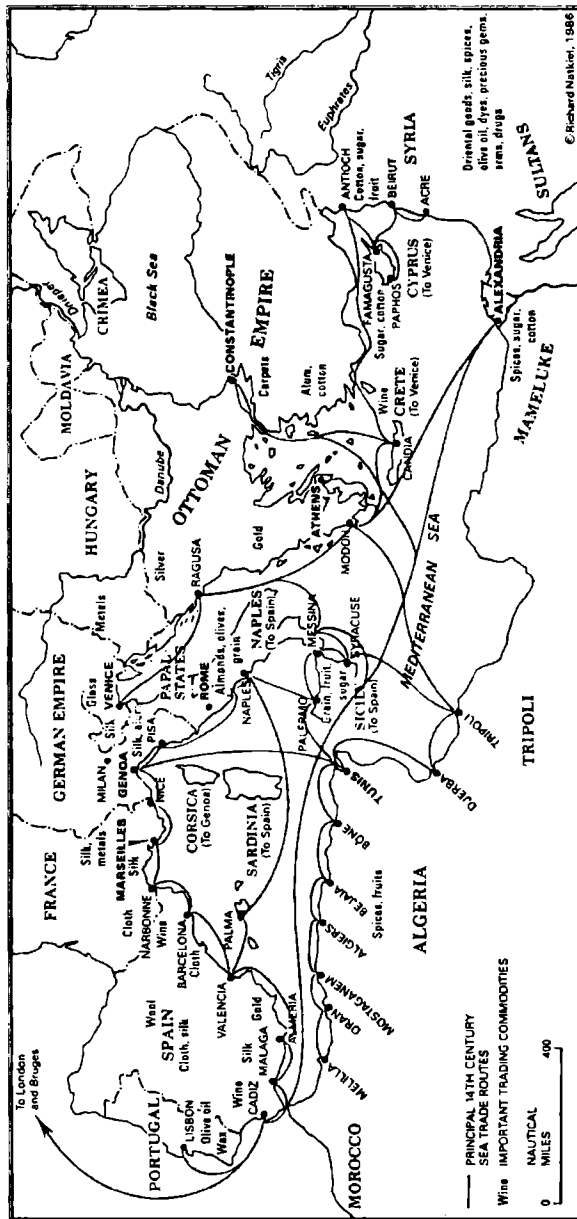 To London
and Bruges
FRANCE
GERMAN EMPIRE
HUNGARY
MOLDAVIA
Dnieper
CRIMEA
Black Sea
Danube
Tigris
Euphrates
PORTUGAL
LISBON
Olive oil
Wax
SPAIN
Wool
Cloth, silk
Wine
CADIZ
MALAGA
Silk
Gold
ALMERIA
VALENCIA
BARCELONA
Cloth
PALMA
NARBONNE
Cloth
Wine
MARSEILLES
Silk
Silk,
metals
NICE
GENOA
MILAN
Silk
Glass
VENICE
Metals
Silk, alum
PISA
PAPAL
STATES
ROME
CORSICA
(To Genoa)
SARDINIA
(To Spain)
Almonds, olives,
grain
NAPLES
NAPLES
(To Spain)
RAGUSA
Silver
Gold
OTTOMAN
EMPIRE
CONSTANTINOPLE
Carpets
Alum,
cotton
ATHENS
MODON
PALERMO
MESSINA
Grain, fruit,
sugar
SYRACUSE
SICILY
(To Spain)
Wine
CRETE
(To Venice)
CANDIA
FAMAGUSTA
Sugar, cotton
PAPHOS
CYPRUS
(To Venice)
ANTIOCH
Cotton, sugar,
fruit
BEIRUT
ACRE
SYRIA
Oriental goods, silk, spices,
olive oil, dyes, precious gems,
arms, drugs
MEDITERRANEAN SEA
ALEXANDRIA
Spices, sugar,
cotton
MAMELUKE
SULTANS
MOROCCO
MELILLA
ORAN
MOSTAGANEM
ALGIERS
BEJAIA
Spices, fruits
BÔNE
TUNIS
DJERBA
TRIPOLI
ALGERIA
TRIPOLI
PRINCIPAL 14TH CENTURY
SEA TRADE ROUTES
Wine IMPORTANT TRADING COMMODITIES
NAUTICAL
MILES
0 400
© Richard Natkiel, 1986